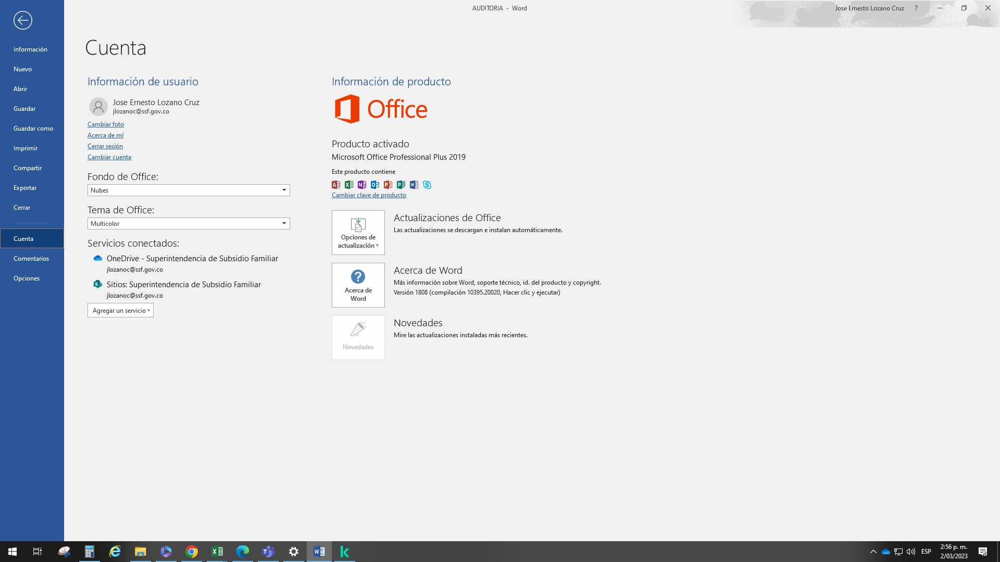 AUDITORIA - Word
Jose Ernesto Lozano Cruz ?
Información
Nuevo
Abrir
Guardar
Guardar como
Imprimir
Compartir
Exportar
Cerrar
Cuenta
Comentarios
Opciones
Cuenta
Información de usuario
Jose Ernesto Lozano Cruz
jlozanoc@ssf.gov.co
Cambiar foto
Acerca de mí
Cerrar sesión
Cambiar cuenta
Fondo de Office:
Nubes
Tema de Office:
Multicolor
Servicios conectados:
OneDrive - Superintendencia de Subsidio Familiar
jlozanoc@ssf.gov.co
Sitios: Superintendencia de Subsidio Familiar
jlozanoc@ssf.gov.co
Agregar un servicio
Información de producto
Office
Producto activado
Microsoft Office Professional Plus 2019
Este producto contiene
Cambiar clave de producto
Opciones de
actualización
Actualizaciones de Office
Las actualizaciones se descargan e instalan automáticamente.
Acerca de
Word
Acerca de Word
Más información sobre Word, soporte técnico, id. del producto y copyright.
Versión 1808 (compilación 10395.20020, Hacer clic y ejecutar)
Novedades
Novedades
Mire las actualizaciones instaladas más recientes.
ESP
2:56 p. m.
2/03/2023